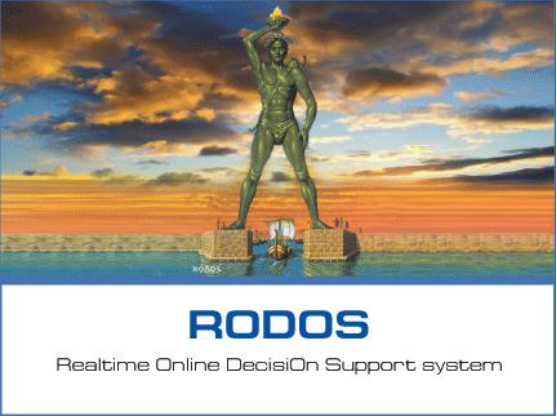 RODOS
RODOS
Realtime Online DecisiOn Support system